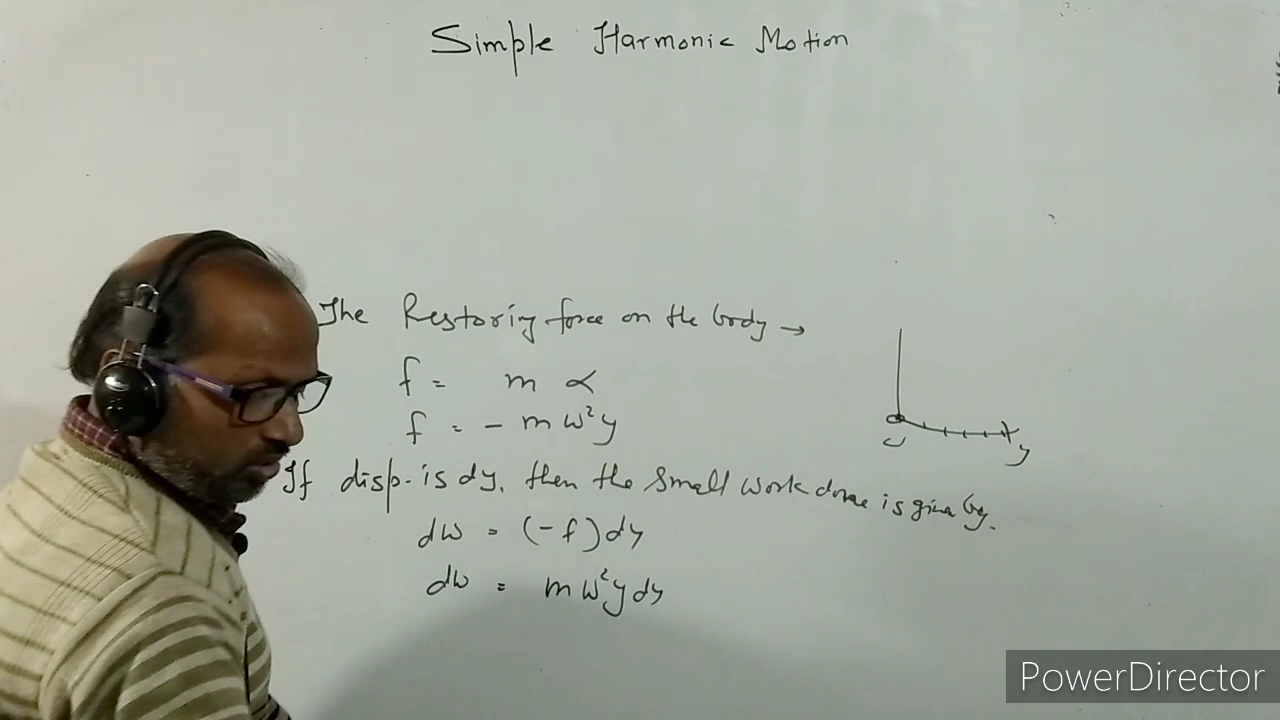 Simple Harmonic Motion
The Restoring force on the body →
f = m α
f = - m ω²y
y
If disp. is dy, then the small work done is given by.
dw = (-f) dy
dw = m ω²y dy
PowerDirector